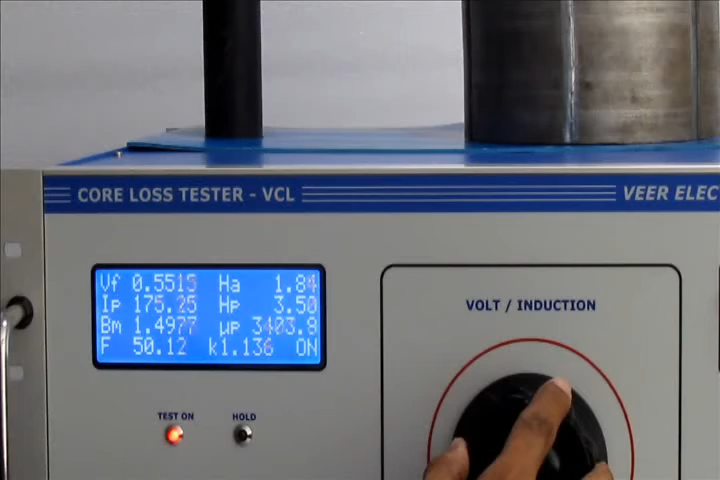 CORE LOSS TESTER - VCL
VEER ELEC
Vf 0.5515 Ha 1.84
Ip 175.25 Hp 3.50
Bm 1.4977 µp 3403.8
F 50.12 k1.136 ON
VOLT / INDUCTION
TEST ON
HOLD